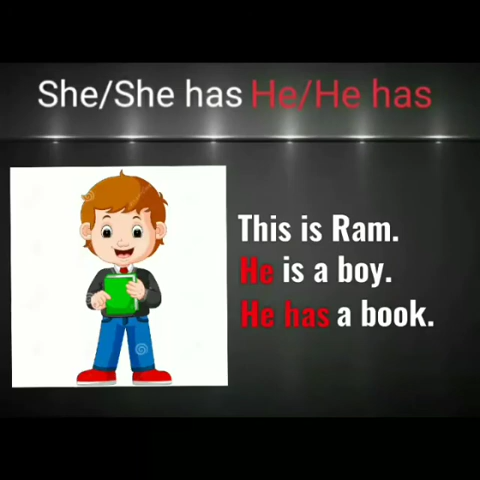 She/She has He/He has
This is Ram.
He is a boy.
He has a book.